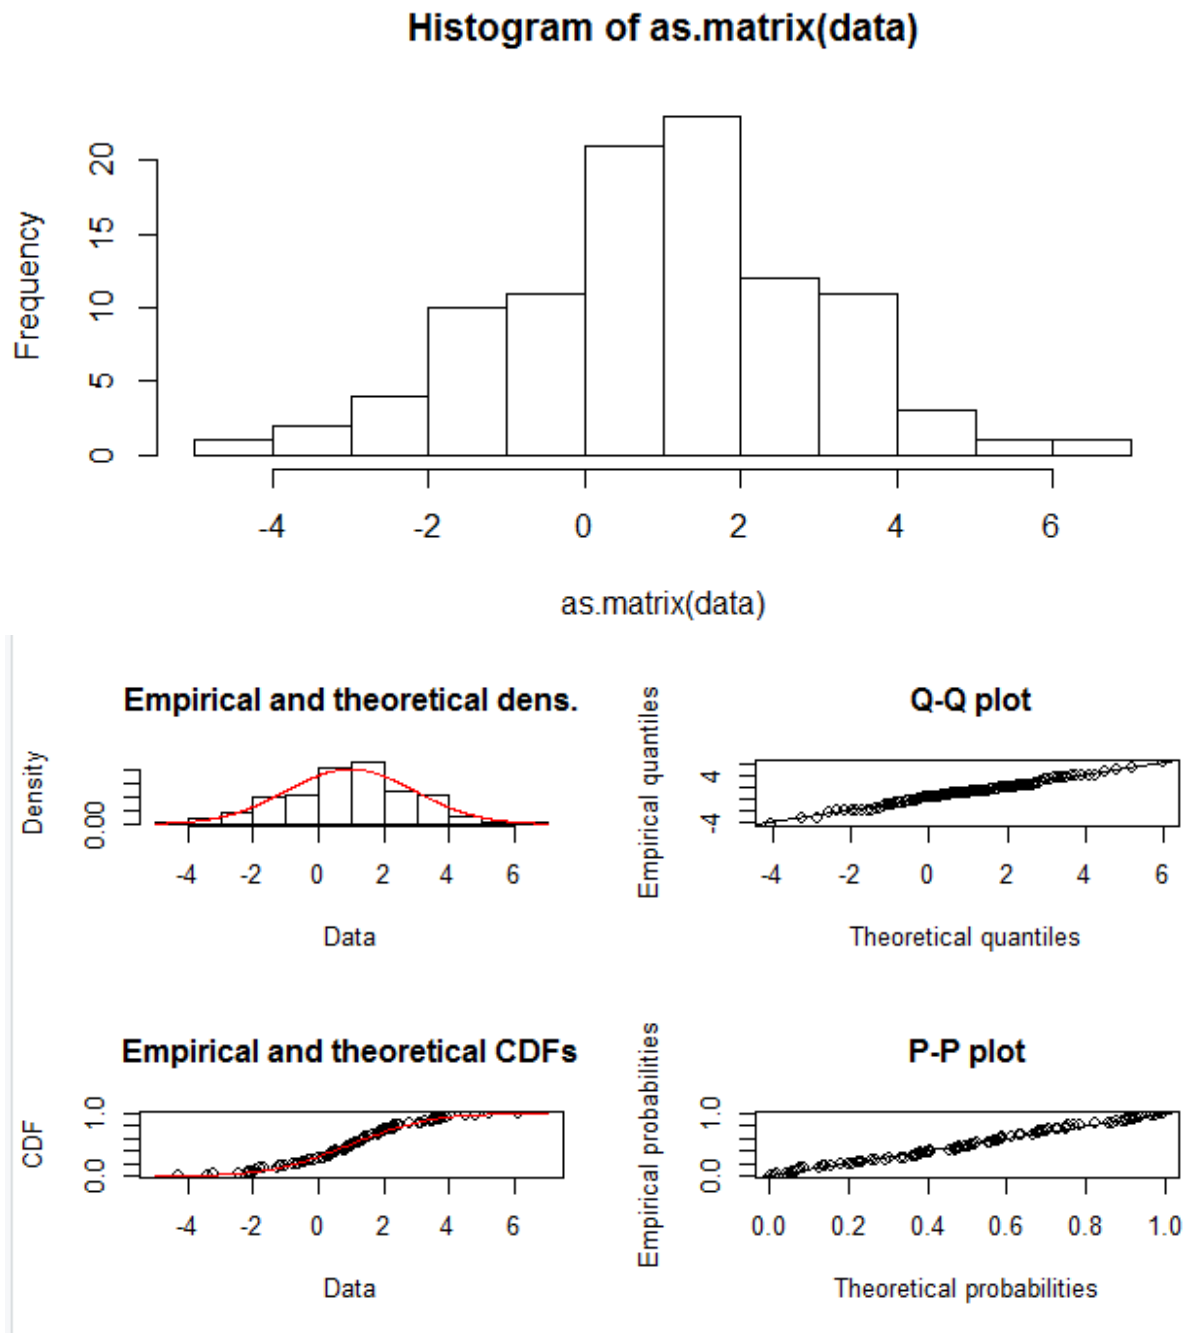 Histogram of as.matrix(data)
Frequency
0 5 10 15 20
-4 -2 0 2 4 6
as.matrix(data)
Empirical and theoretical dens.
Density
0.00
-4 -2 0 2 4 6
Data
Q-Q plot
Empirical quantiles
-4 4
-4 -2 0 2 4 6
Theoretical quantiles
Empirical and theoretical CDFs
CDF
0.0 1.0
-4 -2 0 2 4 6
Data
P-P plot
Empirical probabilities
0.0 1.0
0.0 0.2 0.4 0.6 0.8 1.0
Theoretical probabilities